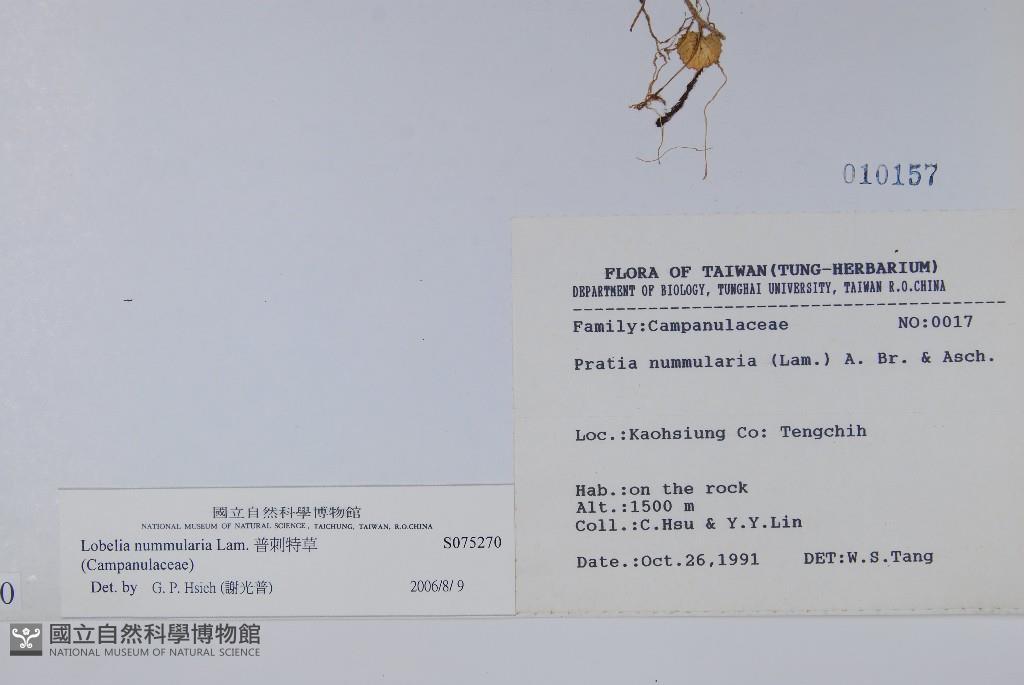 010157
FLORA OF TAIWAN(TUNG-HERBARIUM)
DEPARTMENT OF BIOLOGY, TUNGHAI UNIVERSITY, TAIWAN R.O.CHINA
Family:Campanulaceae NO:0017
Pratia nummularia (Lam.) A. Br. & Asch.
Loc.:Kaohsiung Co: Tengchih
Hab.:on the rock
Alt.:1500 m
Coll.:C.Hsu & Y.Y.Lin
Date.:Oct.26,1991 DET:W.S.Tang
國立自然科學博物館
NATIONAL MUSEUM OF NATURAL SCIENCE, TAICHUNG, TAIWAN, R.O.CHINA
Lobelia nummularia Lam. 普剌特草 S075270
(Campanulaceae)
Det. by G. P. Hsieh (謝光普) 2006/8/ 9
0
國立自然科學博物館
NATIONAL MUSEUM OF NATURAL SCIENCE